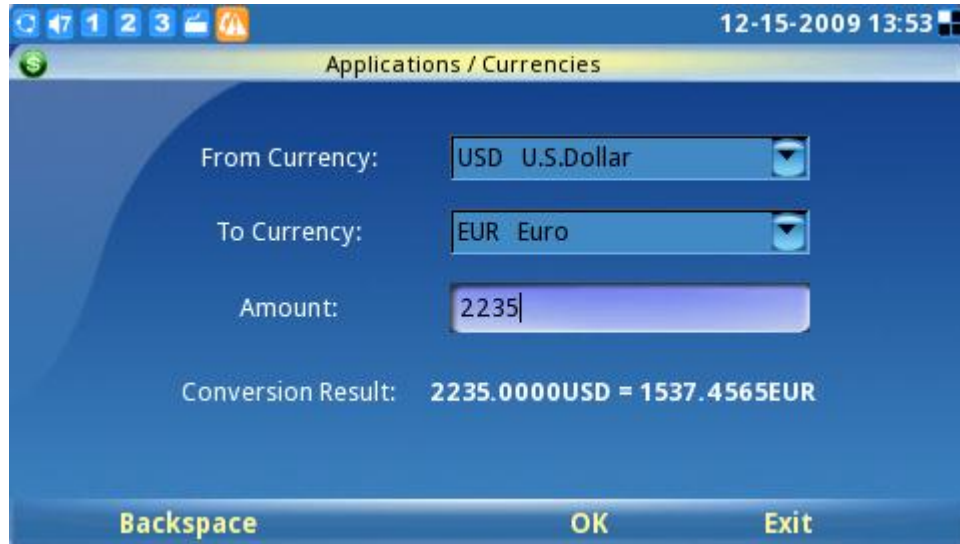 7 1 2 3 12-15-2009 13:53
$
Applications / Currencies
From Currency: USD U.S.Dollar
To Currency: EUR Euro
Amount: 2235
Conversion Result: 2235.0000USD = 1537.4565EUR
Backspace OK Exit